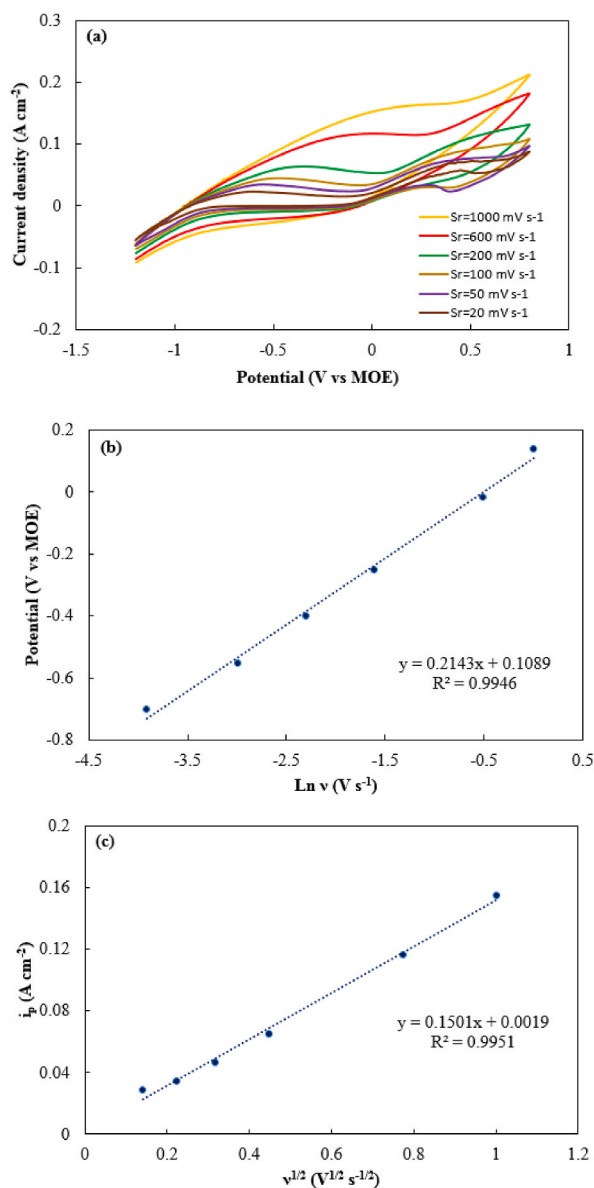 (a)
0.3
0.2
0.1
0
-0.1
-0.2
Current density (A cm-2)
Sr=1000 mV s-1
Sr=600 mV s-1
Sr=200 mV s-1
Sr=100 mV s-1
Sr=50 mV s-1
Sr=20 mV s-1
-1.5 -1 -0.5 0 0.5 1
Potential (V vs MOE)
(b)
0.2
0
-0.2
-0.4
-0.6
-0.8
Potential (V vs MOE)
y = 0.2143x + 0.1089
R² = 0.9946
-4.5 -3.5 -2.5 -1.5 -0.5 0.5
Ln ν (V s⁻¹)
(c)
0.2
0.16
0.12
0.08
0.04
0
iₚ (A cm⁻²)
y = 0.1501x + 0.0019
R² = 0.9951
0 0.2 0.4 0.6 0.8 1 1.2
ν¹ᐟ² (V¹ᐟ² s⁻¹ᐟ²)